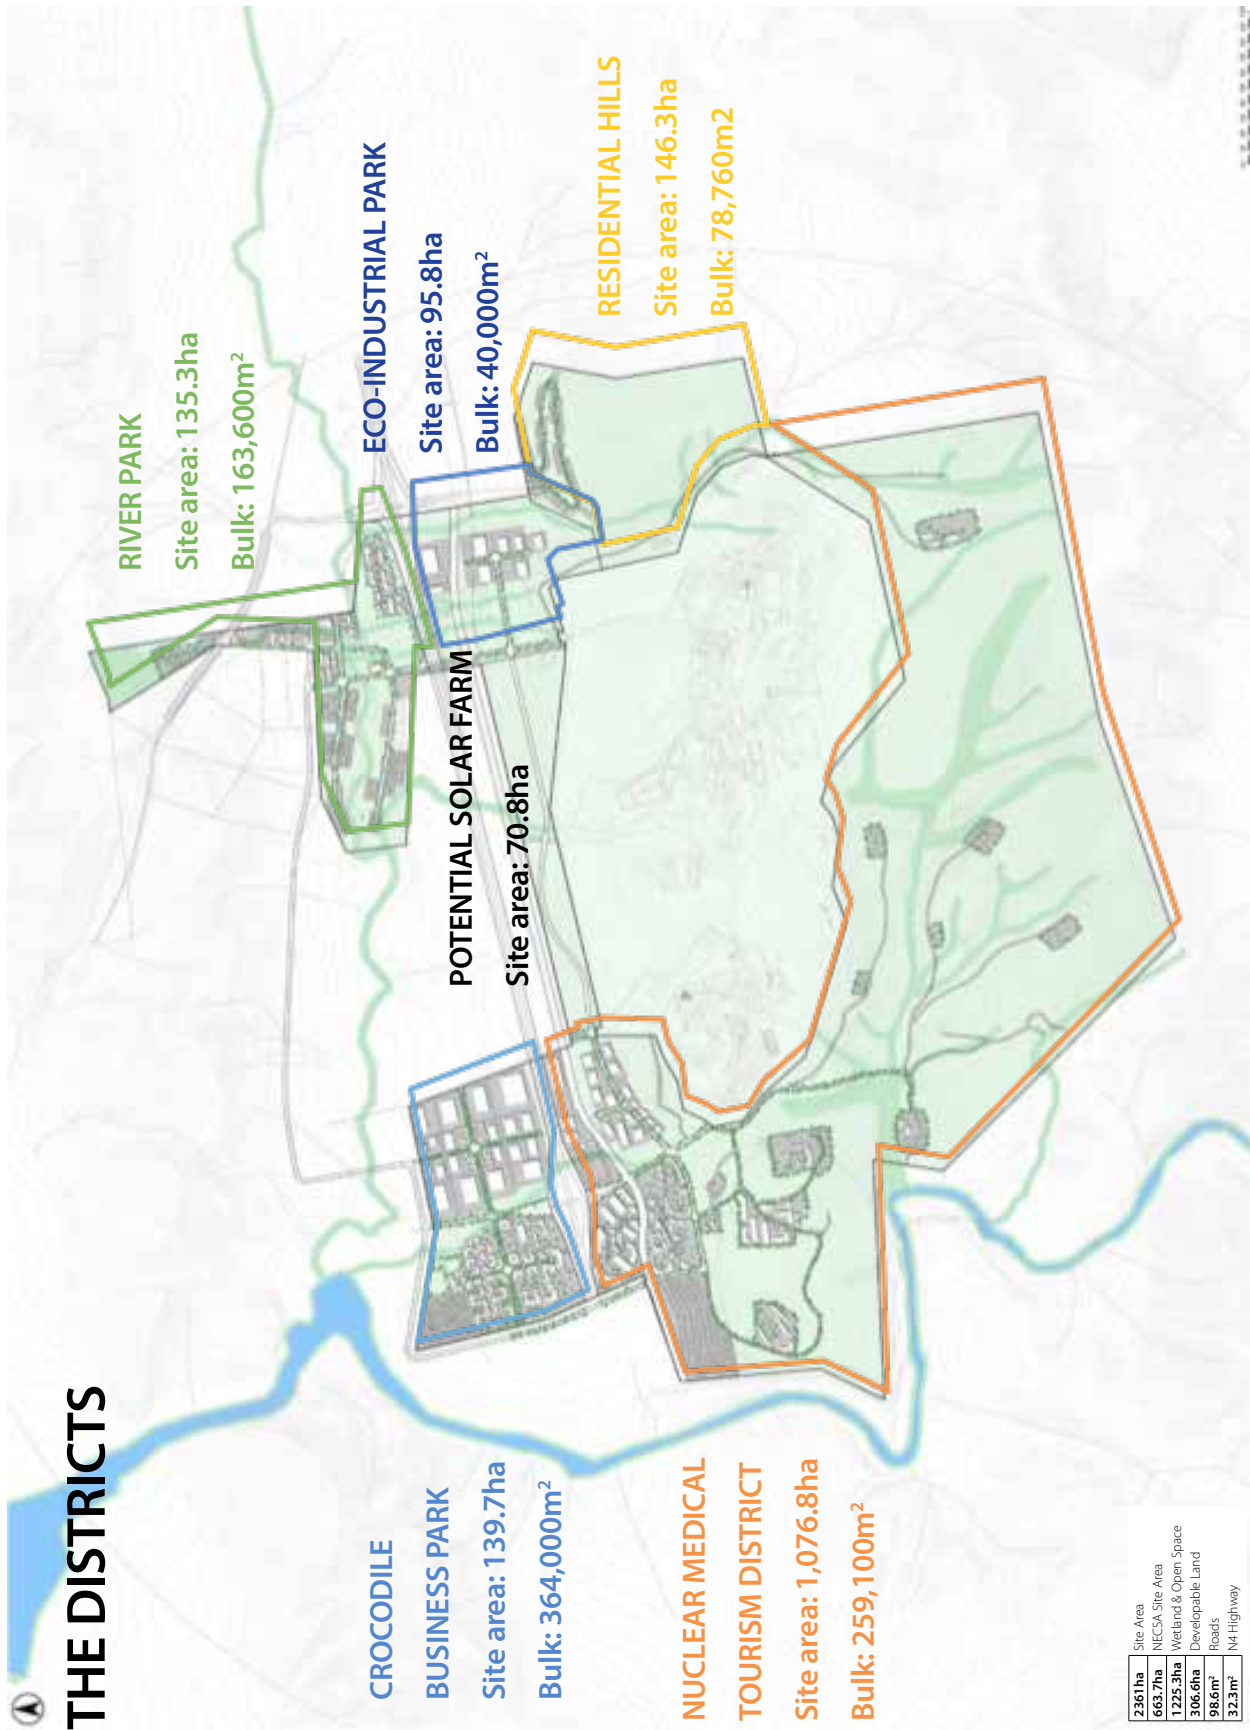 THE DISTRICTS
RIVER PARK
Site area: 135.3ha
Bulk: 163,600m²
ECO-INDUSTRIAL PARK
Site area: 95.8ha
Bulk: 40,000m²
RESIDENTIAL HILLS
Site area: 146.3ha
Bulk: 78,760m2
POTENTIAL SOLAR FARM
Site area: 70.8ha
CROCODILE
BUSINESS PARK
Site area: 139.7ha
Bulk: 364,000m²
NUCLEAR MEDICAL
TOURISM DISTRICT
Site area: 1,076.8ha
Bulk: 259,100m²
2361ha Site Area
663.7ha NECSA Site Area
1225.3ha Wetland & Open Space
306.6ha Developable Land
98.6m² Roads
32.3m² N4 Highway